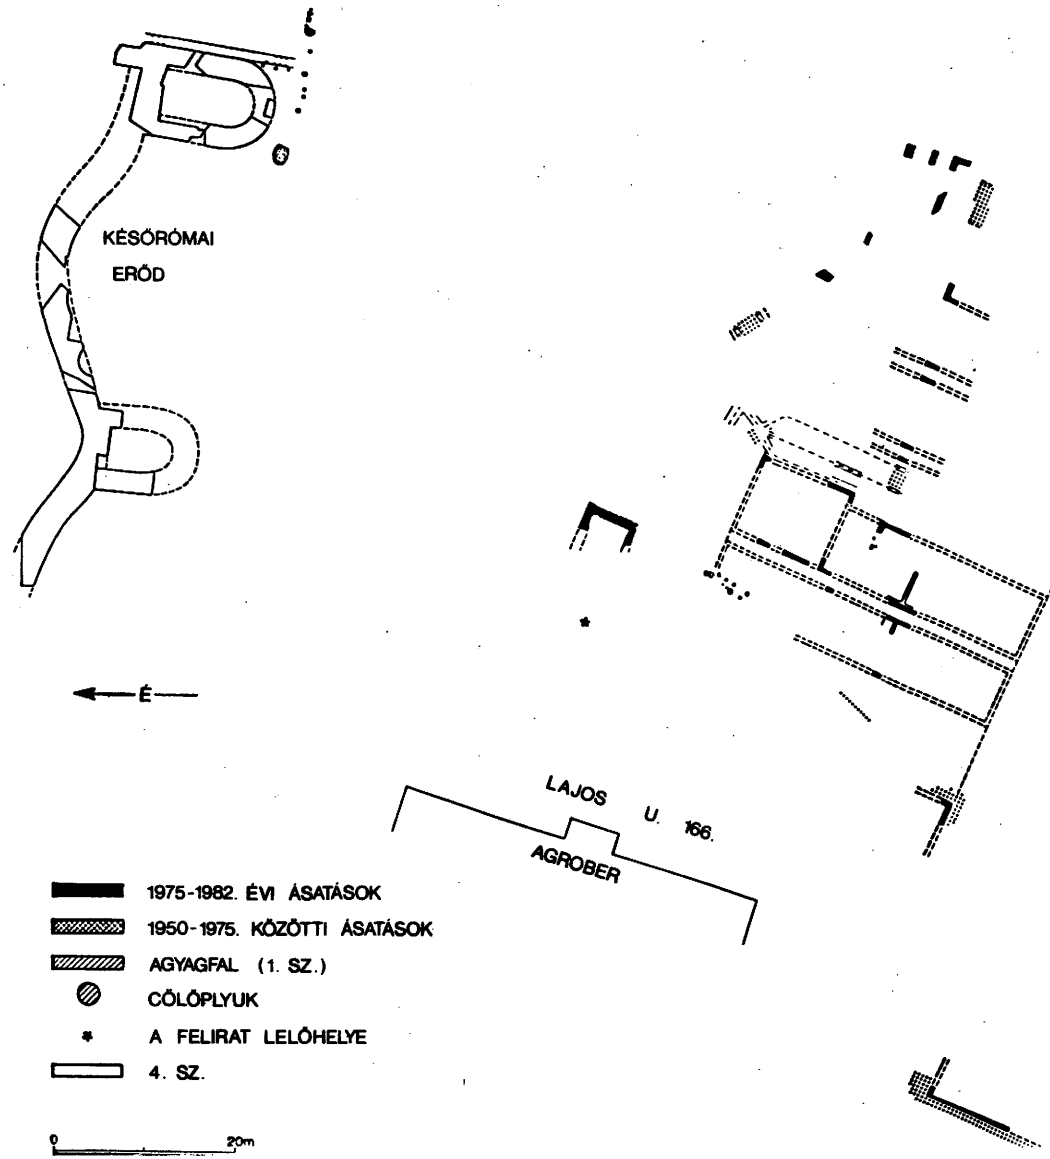 KÉSŐRÓMAI
ERŐD
É
LAJOS U. 166.
AGROBER
1975-1982. ÉVI ÁSATÁSOK
1950-1975. KÖZÖTTI ÁSATÁSOK
AGYAGFAL (1. SZ.)
CÖLÖPLYUK
A FELIRAT LELŐHELYE
4. SZ.
0 20m